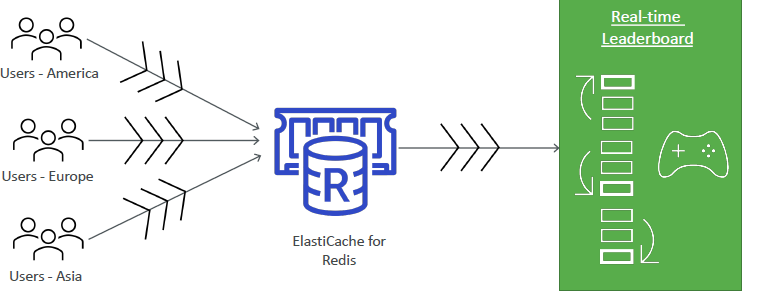 Users - America
Users - Europe
Users - Asia
R
ElastiCache for
Redis
Real-time
Leaderboard